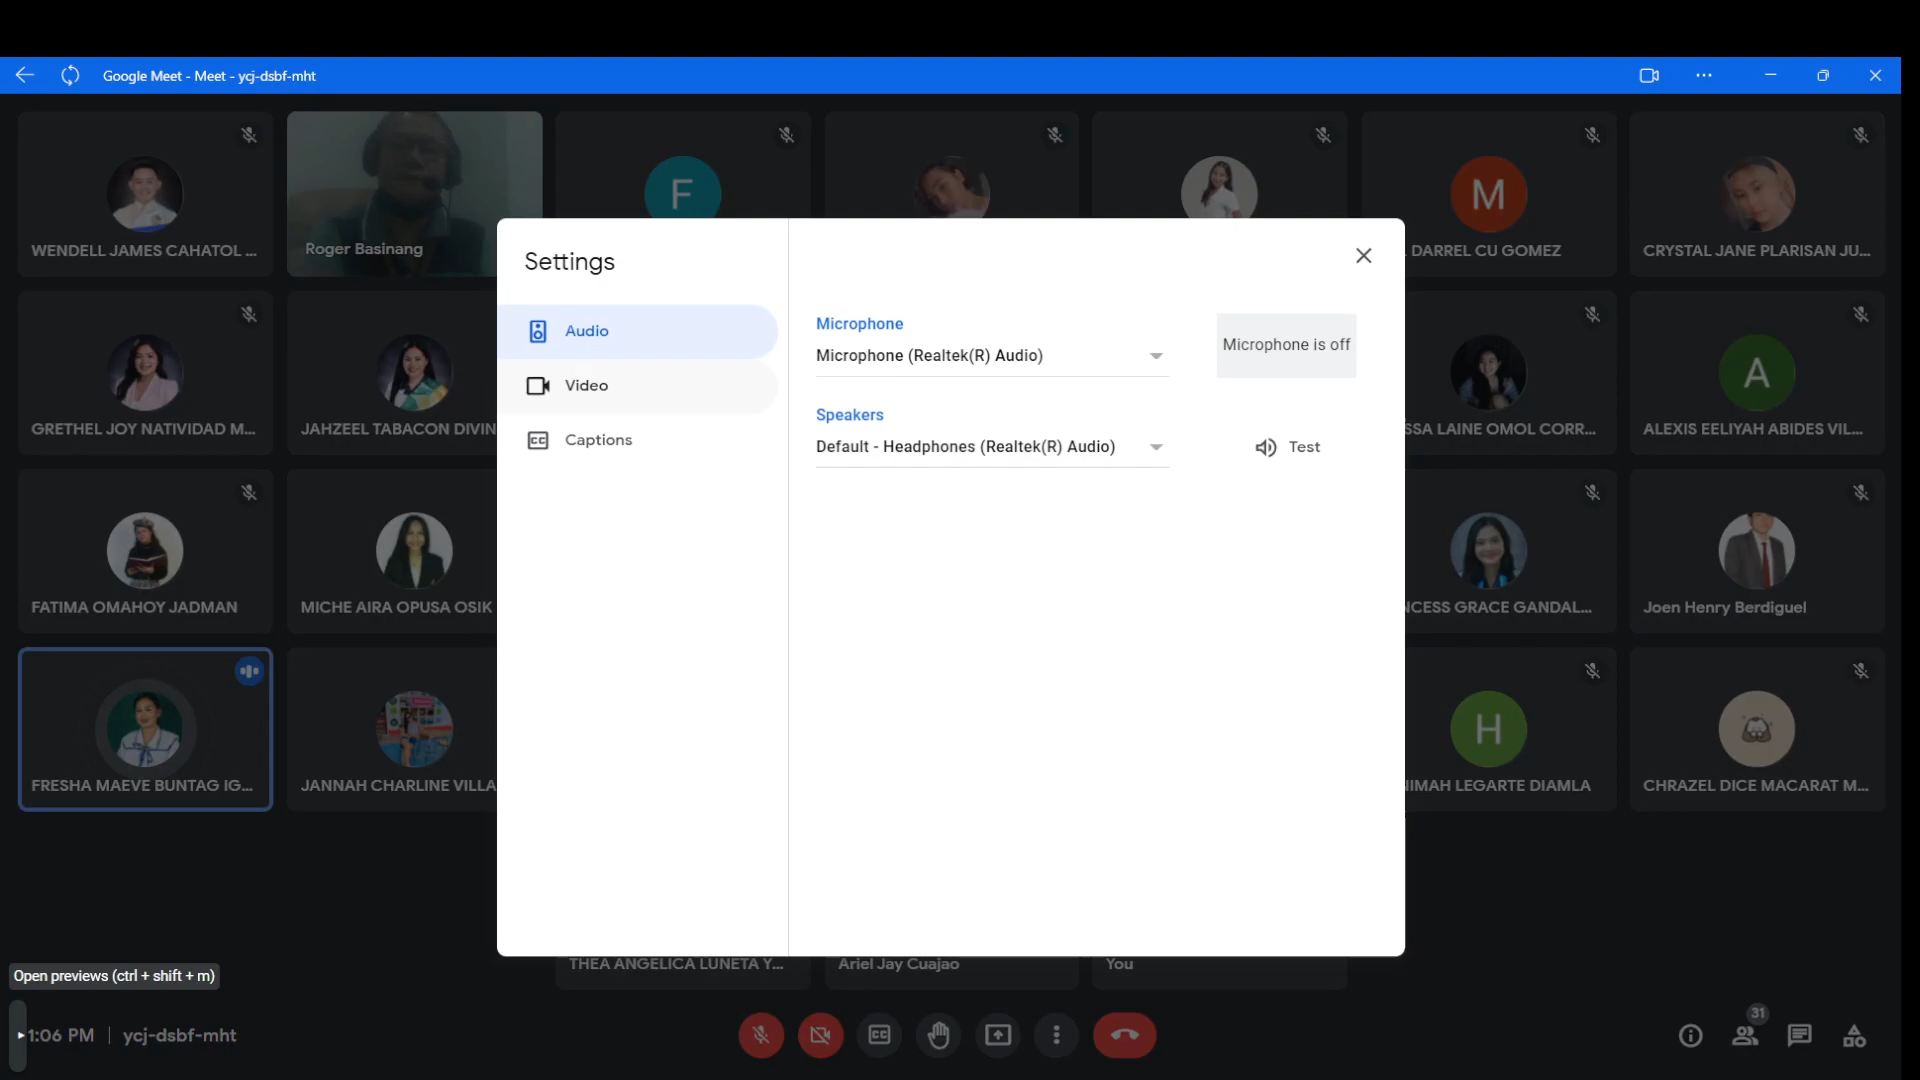 Google Meet - Meet - ycj-dsbf-mht
WENDELL JAMES CAHATOL ...
Roger Basinang
F
M
DARREL CU GOMEZ
CRYSTAL JANE PLARISAN JU...
Settings
Audio
Video
Captions
Microphone
Microphone (Realtek(R) Audio)
Microphone is off
Speakers
Default - Headphones (Realtek(R) Audio)
Test
GRETHEL JOY NATIVIDAD M...
JAHZEEL TABACON DIVIN
SSA LAINE OMOL CORR...
A
ALEXIS EELIYAH ABIDES VIL...
FATIMA OMAHOY JADMAN
MICHE AIRA OPUSA OSIK
NCESS GRACE GANDAL...
Joen Henry Berdiguel
FRESHA MAEVE BUNTAG IG...
JANNAH CHARLINE VILLA
H
IMAH LEGARTE DIAMLA
CHRAZEL DICE MACARAT M...
THEA ANGELICA LUNETA Y...
Ariel Jay Cuajao
You
Open previews (ctrl + shift + m)
1:06 PM | ycj-dsbf-mht
CC
31